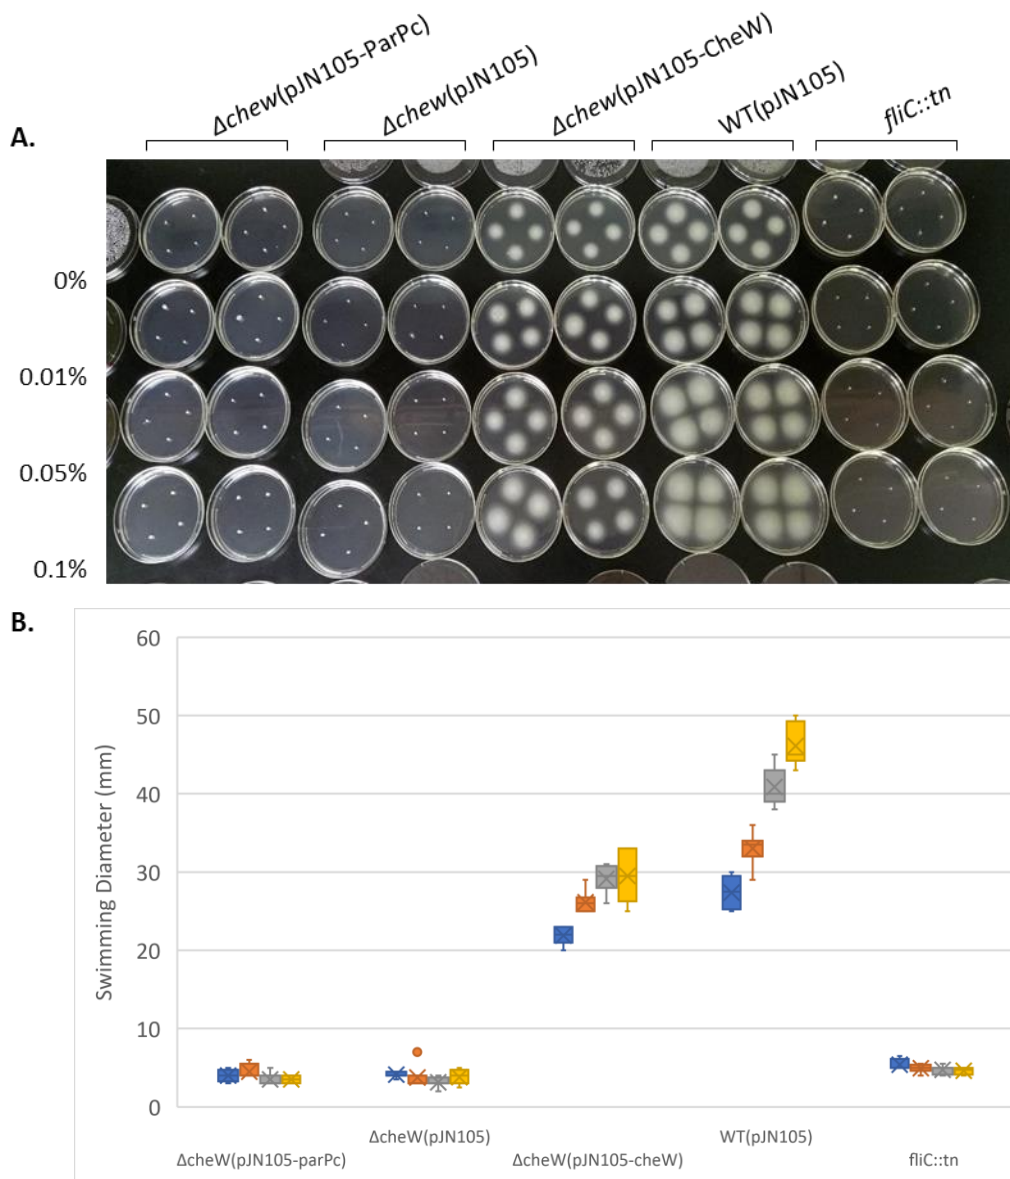 A.
Δchew(pJN105-ParPc)
Δchew(pJN105)
Δchew(pJN105-CheW)
WT(pJN105)
fliC::tn
0%
0.01%
0.05%
0.1%
B.
Swimming Diameter (mm)
60
50
40
30
20
10
0
ΔcheW(pJN105-parPc)
ΔcheW(pJN105)
ΔcheW(pJN105-cheW)
WT(pJN105)
fliC::tn